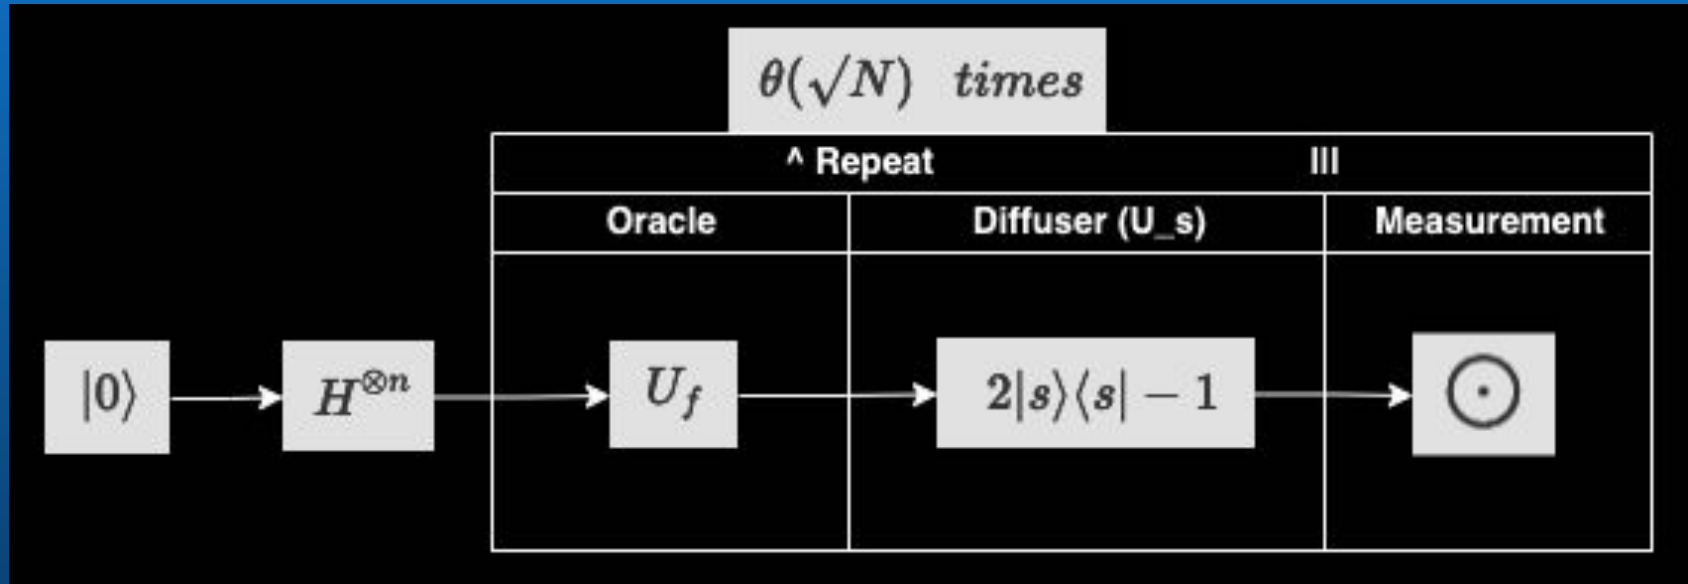 θ(√N) times
^ Repeat III
Oracle Diffuser (U_s) Measurement
|0⟩ H^{⊗n} U_f 2|s⟩⟨s| − 1 ⊙